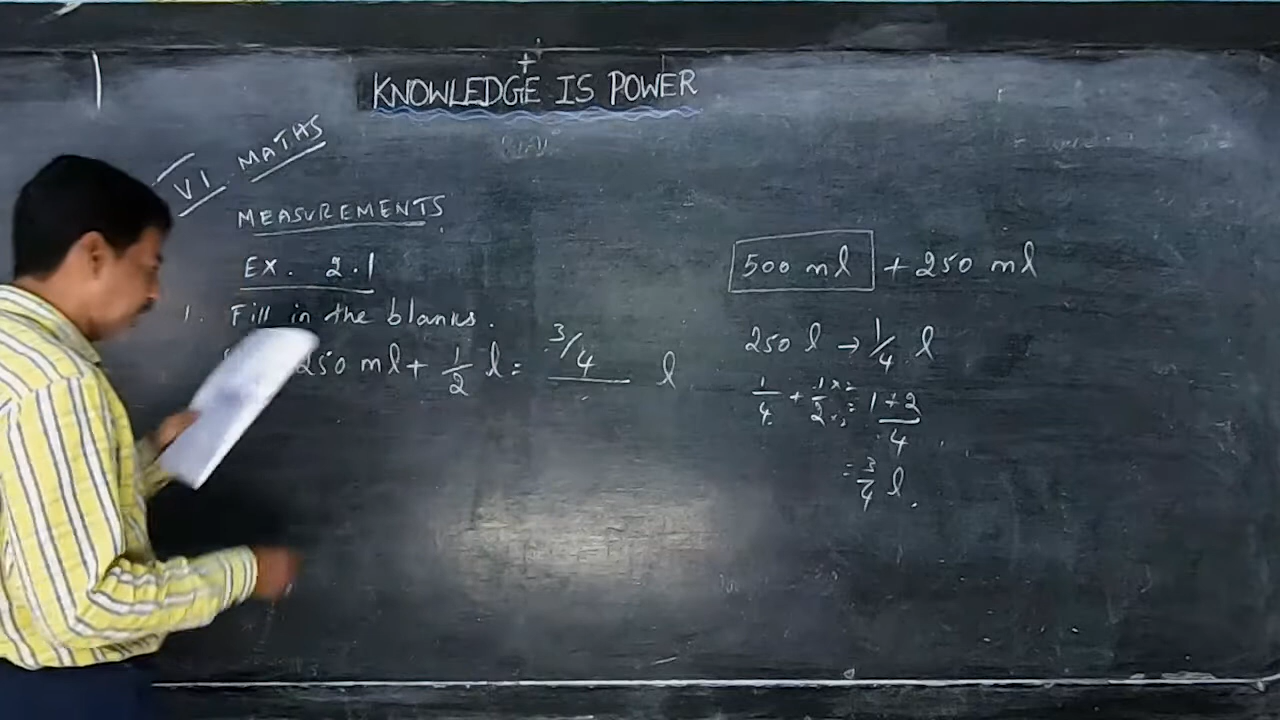 KNOWLEDGE IS POWER
VI MATHS
MEASUREMENTS
EX. 2.1
1. Fill in the blanks.
250 ml + 1/2 l = 3/4 l
500 ml + 250 ml
250 l → 1/4 l
1/4 + 1/2 ×2/×2 = 1+2/4
= 3/4 l.